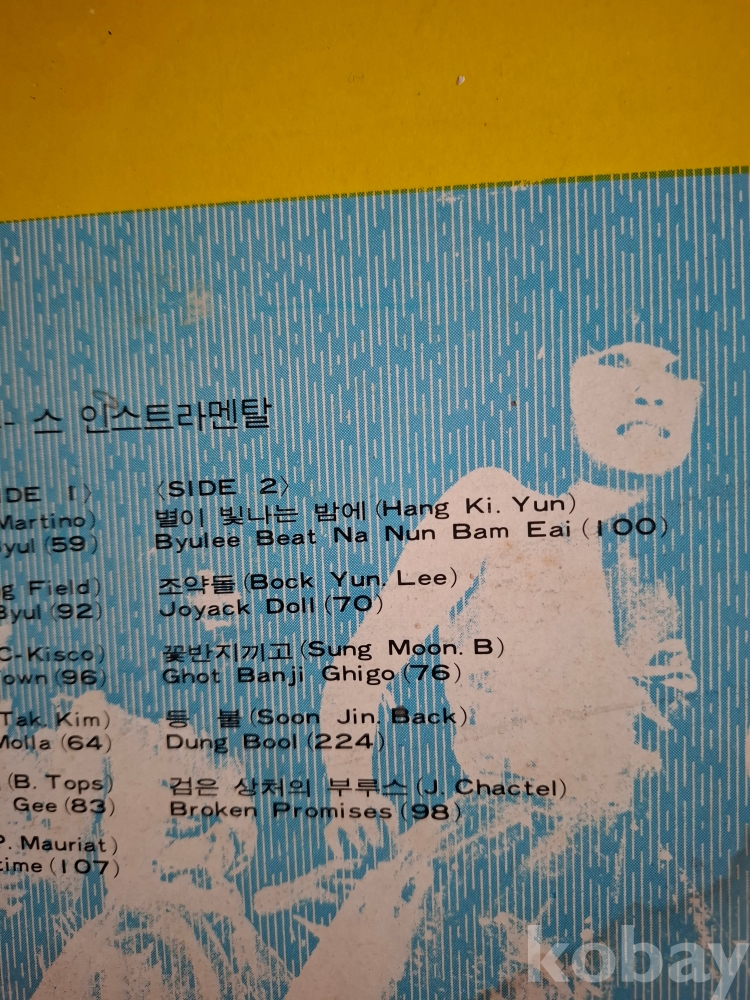 스 인스트라메탈
DE 1〉
Martino)
Byul (59)
g Field)
Byul (92)
C-Kisco)
own (96)
Tak. Kim)
Molla (64)
(B. Tops)
Gee (83)
P. Mauriat)
time (107)
〈SIDE 2〉
별이 빛나는 밤에 (Hang Ki. Yun)
Byulee Beat Na Nun Bam Eai (100)
조약돌 (Bock Yun. Lee)
Joyack Doll (70)
꽃반지끼고 (Sung Moon. B)
Ghot Banji Ghigo (76)
등 불 (Soon Jin. Back)
Dung Bool (224)
검은 상처의 부루스 (J. Chactel)
Broken Promises (98)
kobay